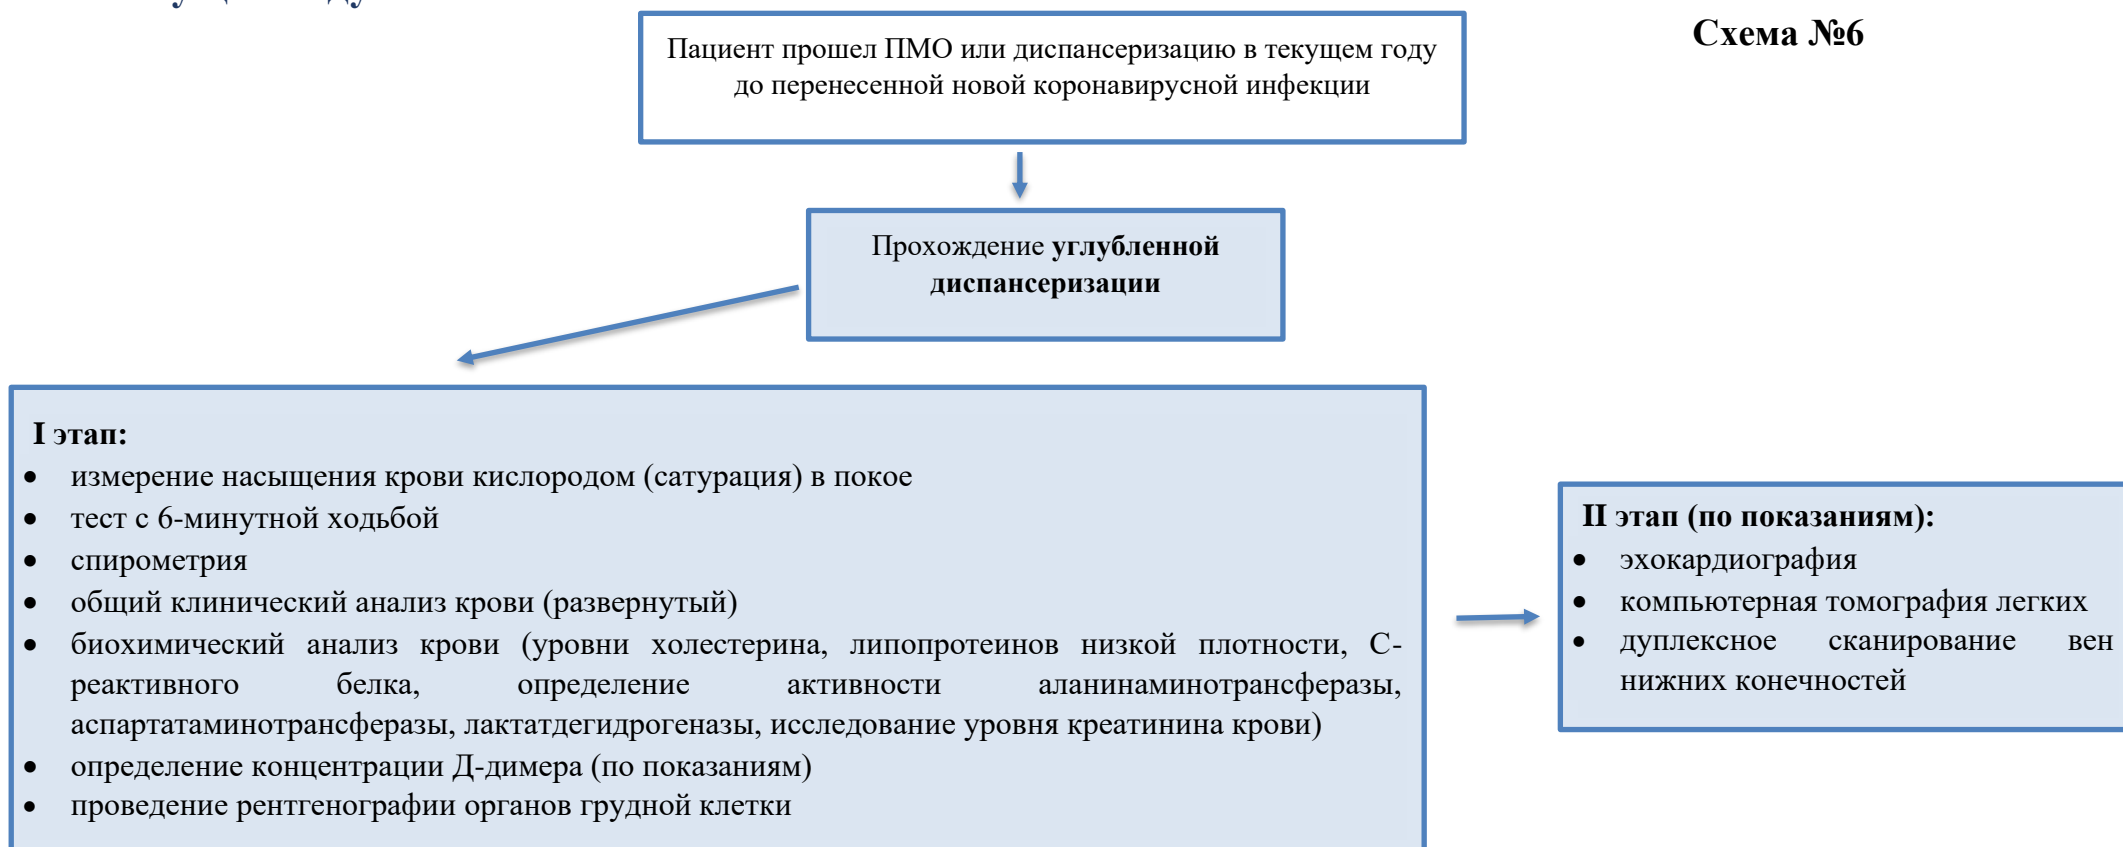 Схема №6
Пациент прошел ПМО или диспансеризацию в текущем году
до перенесенной новой коронавирусной инфекции
Прохождение углубленной
диспансеризации
I этап:
• измерение насыщения крови кислородом (сатурация) в покое
• тест с 6-минутной ходьбой
• спирометрия
• общий клинический анализ крови (развернутый)
• биохимический анализ крови (уровни холестерина, липопротеинов низкой плотности, С-
реактивного белка, определение активности аланинаминотрансферазы,
аспартатаминотрансферазы, лактатдегидрогеназы, исследование уровня креатинина крови)
• определение концентрации Д-димера (по показаниям)
• проведение рентгенографии органов грудной клетки
II этап (по показаниям):
• эхокардиография
• компьютерная томография легких
• дуплексное сканирование вен
нижних конечностей